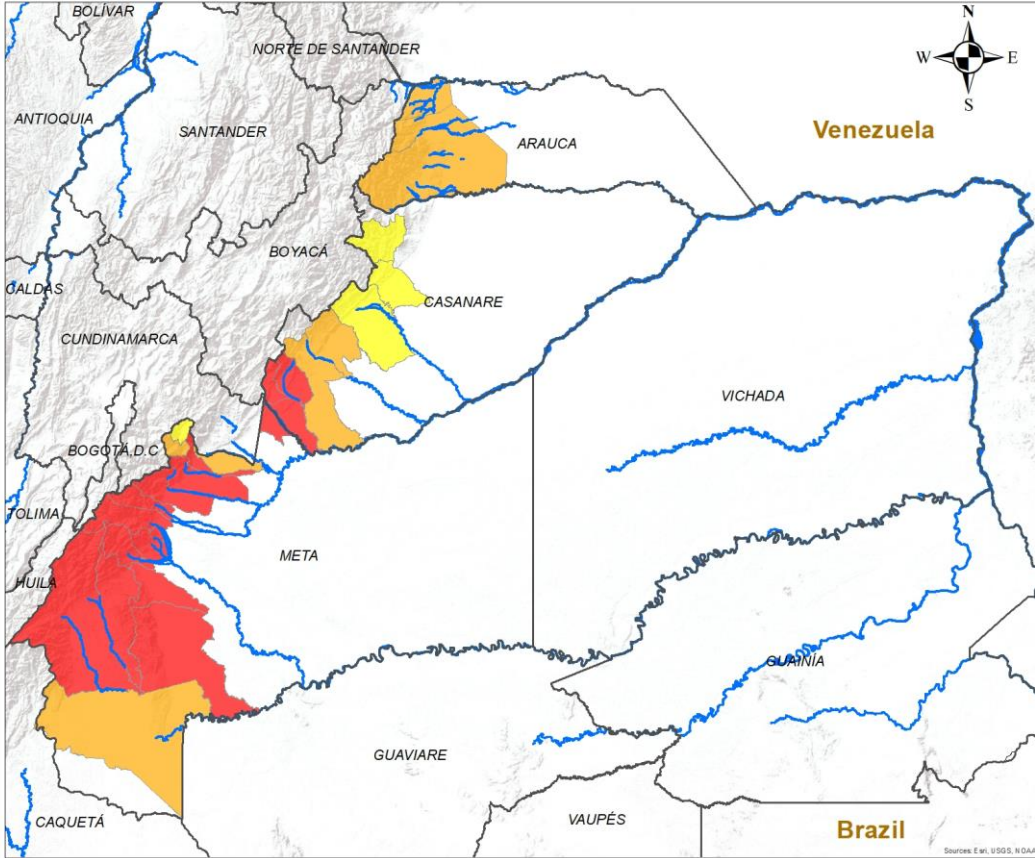 BOLÍVAR
N
NORTE DE SANTANDER
W
E
S
ANTIOQUIA
SANTANDER
Venezuela
ARAUCA
BOYACÁ
CALDAS
CASANARE
CUNDINAMARCA
VICHADA
BOGOTÁ,D.C
TOLIMA
META
HUILA
GUAINÍA
GUAVIARE
CAQUETÁ
VAUPÉS
Brazil
Sources: Esri, USGS, NOAA